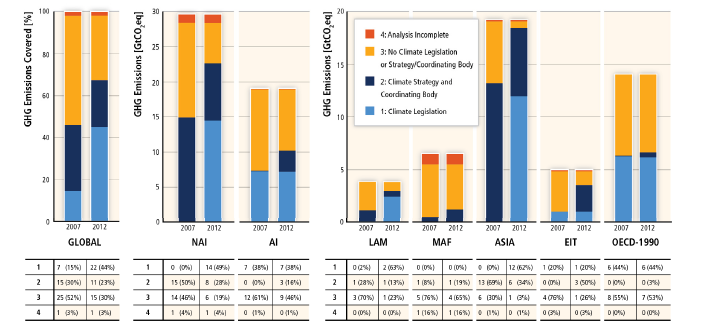 GHG Emissions Covered [%]
100
80
60
40
20
0
2007 2012
GLOBAL
GHG Emissions [GtCO2eq]
30
25
20
15
10
5
0
2007 2012 2007 2012
NAI AI
GHG Emissions [GtCO2eq]
20
15
10
5
0
4: Analysis Incomplete
3: No Climate Legislation
or Strategy/Coordinating Body
2: Climate Strategy and
Coordinating Body
1: Climate Legislation
2007 2012 2007 2012 2007 2012 2007 2012 2007 2012
LAM MAF ASIA EIT OECD-1990
1 7 (15%) 22 (44%)
2 15 (30%) 11 (23%)
3 25 (52%) 15 (30%)
4 1 (3%) 1 (3%)
1 0 (0%) 14 (49%) 7 (38%) 7 (38%)
2 15 (50%) 8 (28%) 0 (0%) 3 (16%)
3 14 (46%) 6 (19%) 12 (61%) 9 (46%)
4 1 (4%) 1 (4%) 0 (1%) 0 (1%)
1 0 (2%) 2 (63%) 0 (0%) 0 (0%) 0 (0%) 12 (62%) 1 (20%) 1 (20%) 6 (44%) 6 (44%)
2 1 (28%) 0 (13%) 1 (8%) 1 (19%) 13 (69%) 6 (34%) 0 (0%) 3 (50%) 0 (0%) 0 (3%)
3 3 (70%) 1 (23%) 5 (76%) 4 (65%) 6 (30%) 1 (3%) 4 (76%) 1 (26%) 8 (55%) 7 (53%)
4 0 (0%) 0 (0%) 1 (16%) 1 (16%) 0 (1%) 0 (1%) 0 (3%) 0 (3%) 0 (0%) 0 (0%)